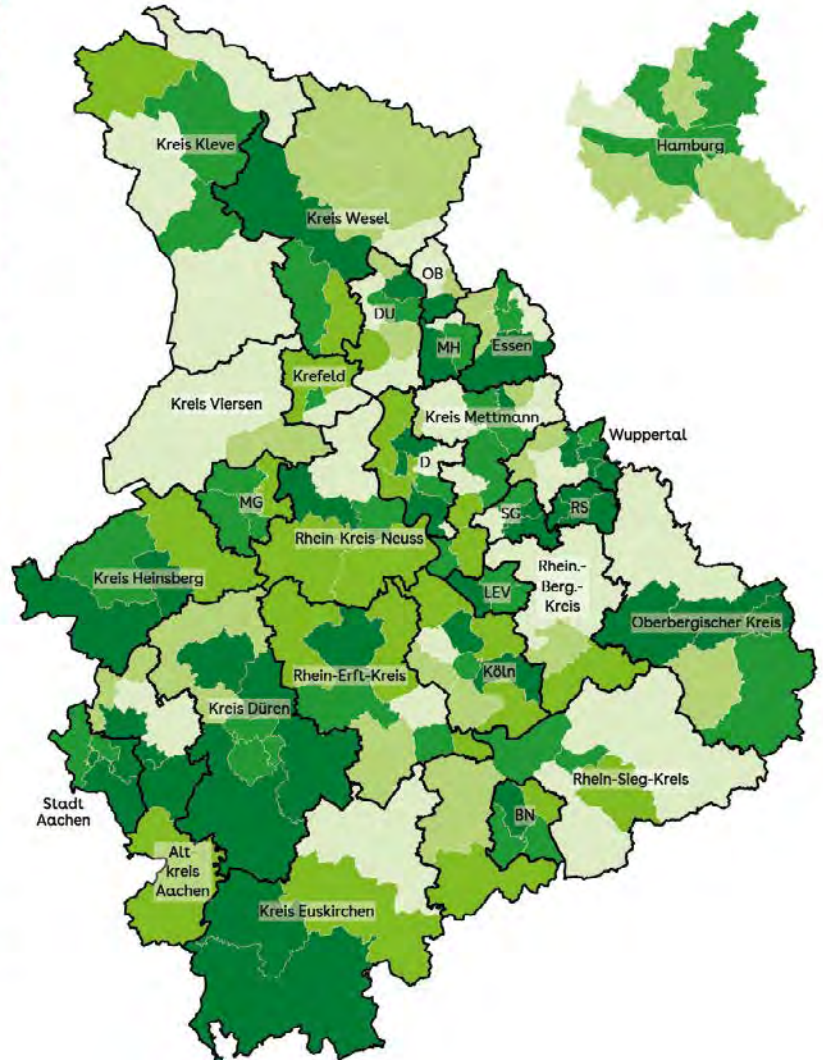 Hamburg
Kreis Kleve
Kreis Wesel
OB
DU
MH
Essen
Krefeld
Kreis Viersen
Kreis Mettmann
Wuppertal
D
MG
SG
RS
Rhein-Kreis-Neuss
Kreis Heinsberg
Rhein.-
Berg.-
Kreis
LEV
Oberbergischer Kreis
Rhein-Erft-Kreis
Köln
Kreis Düren
Rhein-Sieg-Kreis
Stadt
Aachen
BN
Alt
kreis
Aachen
Kreis Euskirchen